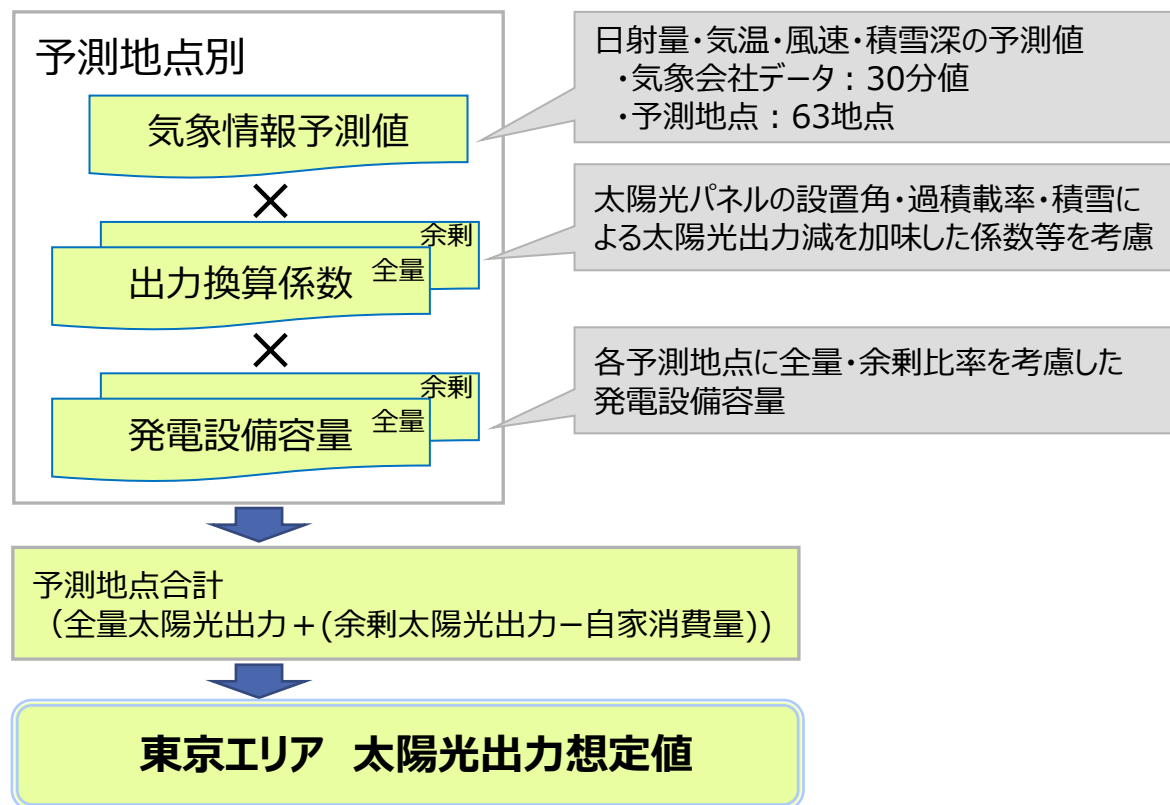 予測地点別
気象情報予測値
×
余剰
出力換算係数 全量
×
余剰
発電設備容量 全量
日射量・気温・風速・積雪深の予測値
・気象会社データ：30分値
・予測地点：63地点
太陽光パネルの設置角・過積載率・積雪に
よる太陽光出力減を加味した係数等を考慮
各予測地点に全量・余剰比率を考慮した
発電設備容量
予測地点合計
（全量太陽光出力＋(余剰太陽光出力−自家消費量))
東京エリア 太陽光出力想定値